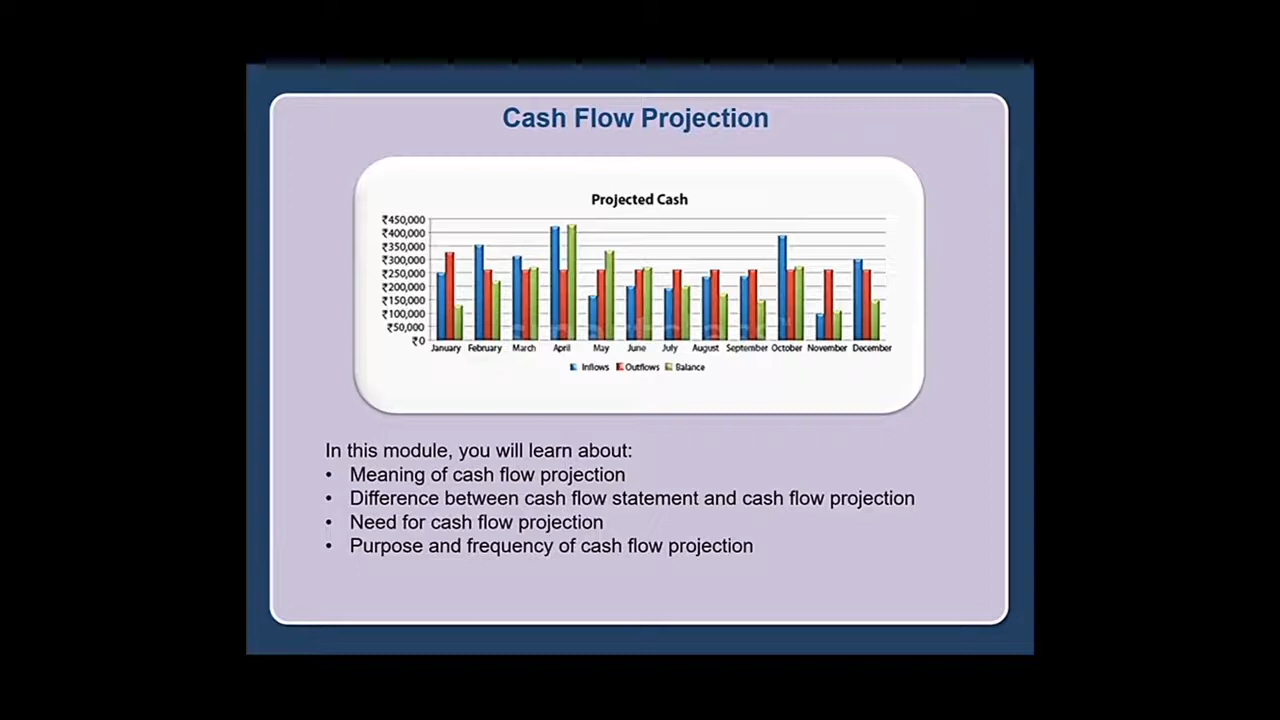 Cash Flow Projection
Projected Cash
₹450,000
₹400,000
₹350,000
₹300,000
₹250,000
₹200,000
₹150,000
₹100,000
₹50,000
₹0
January February March April May June July August September October November December
Inflows Outflows Balance
In this module, you will learn about:
• Meaning of cash flow projection
• Difference between cash flow statement and cash flow projection
• Need for cash flow projection
• Purpose and frequency of cash flow projection